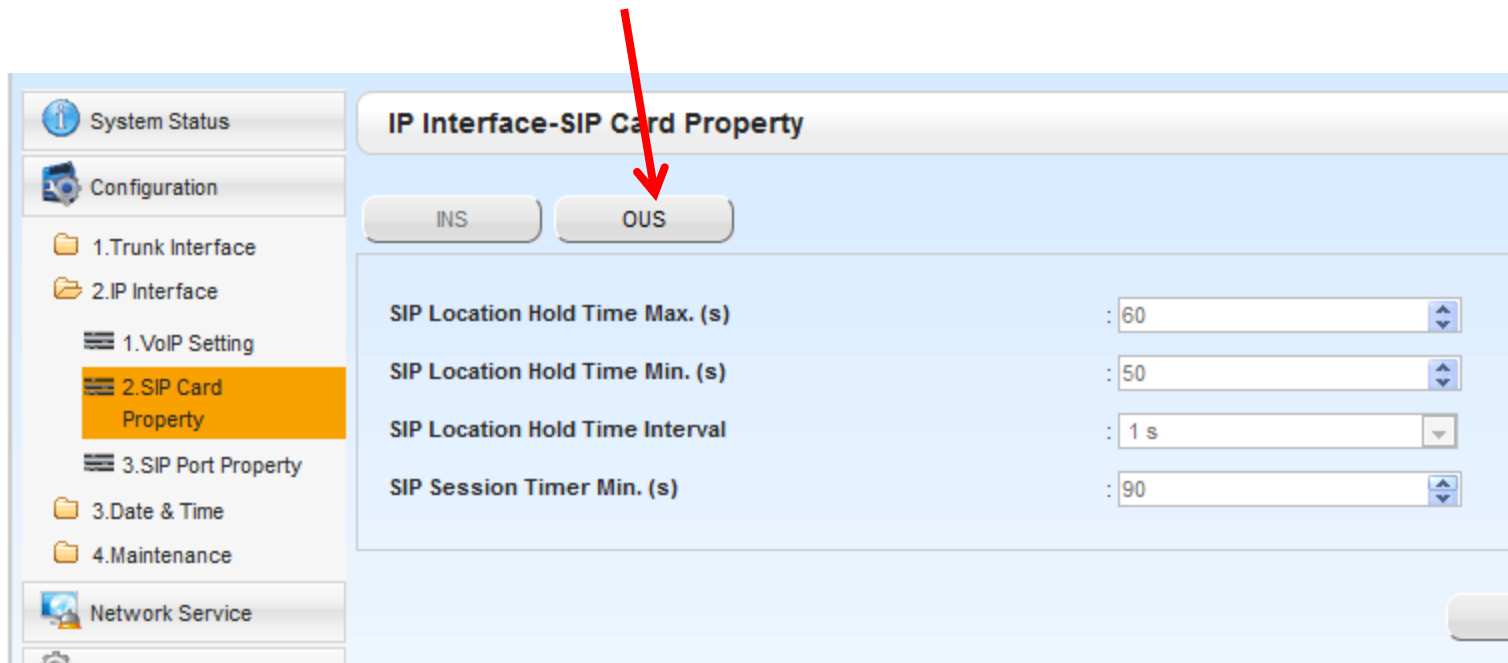 System Status
Configuration
1.Trunk Interface
2.IP Interface
1.VoIP Setting
2.SIP Card
Property
3.SIP Port Property
3.Date & Time
4.Maintenance
Network Service
IP Interface-SIP Card Property
INS OUS
SIP Location Hold Time Max. (s) : 60
SIP Location Hold Time Min. (s) : 50
SIP Location Hold Time Interval : 1 s
SIP Session Timer Min. (s) : 90